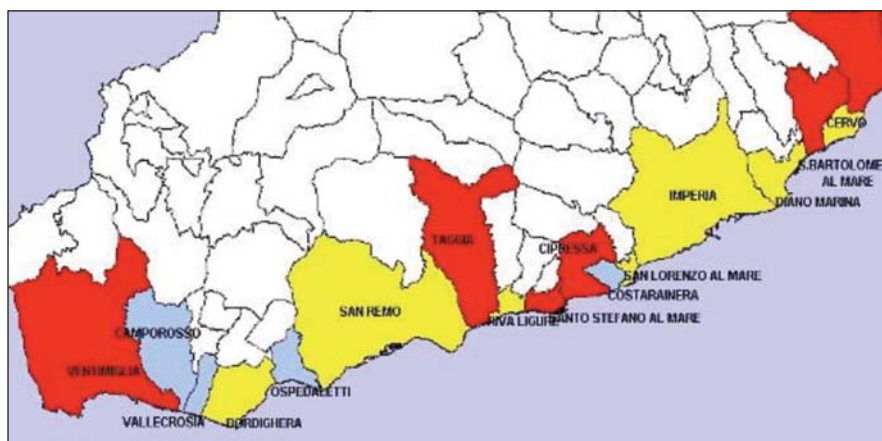 CERVO
S.BARTOLOME
AL MARE
IMPERIA
DIANO MARINA
TAGGIA
CIPRESSA
SAN LORENZO AL MARE
COSTARAINERA
SAN REMO
RIVA LIGURE
SANTO STEFANO AL MARE
CAMPOROSSO
VENTIMIGLIA
OSPEDALETTI
VALLECROSIA
BORDIGHERA